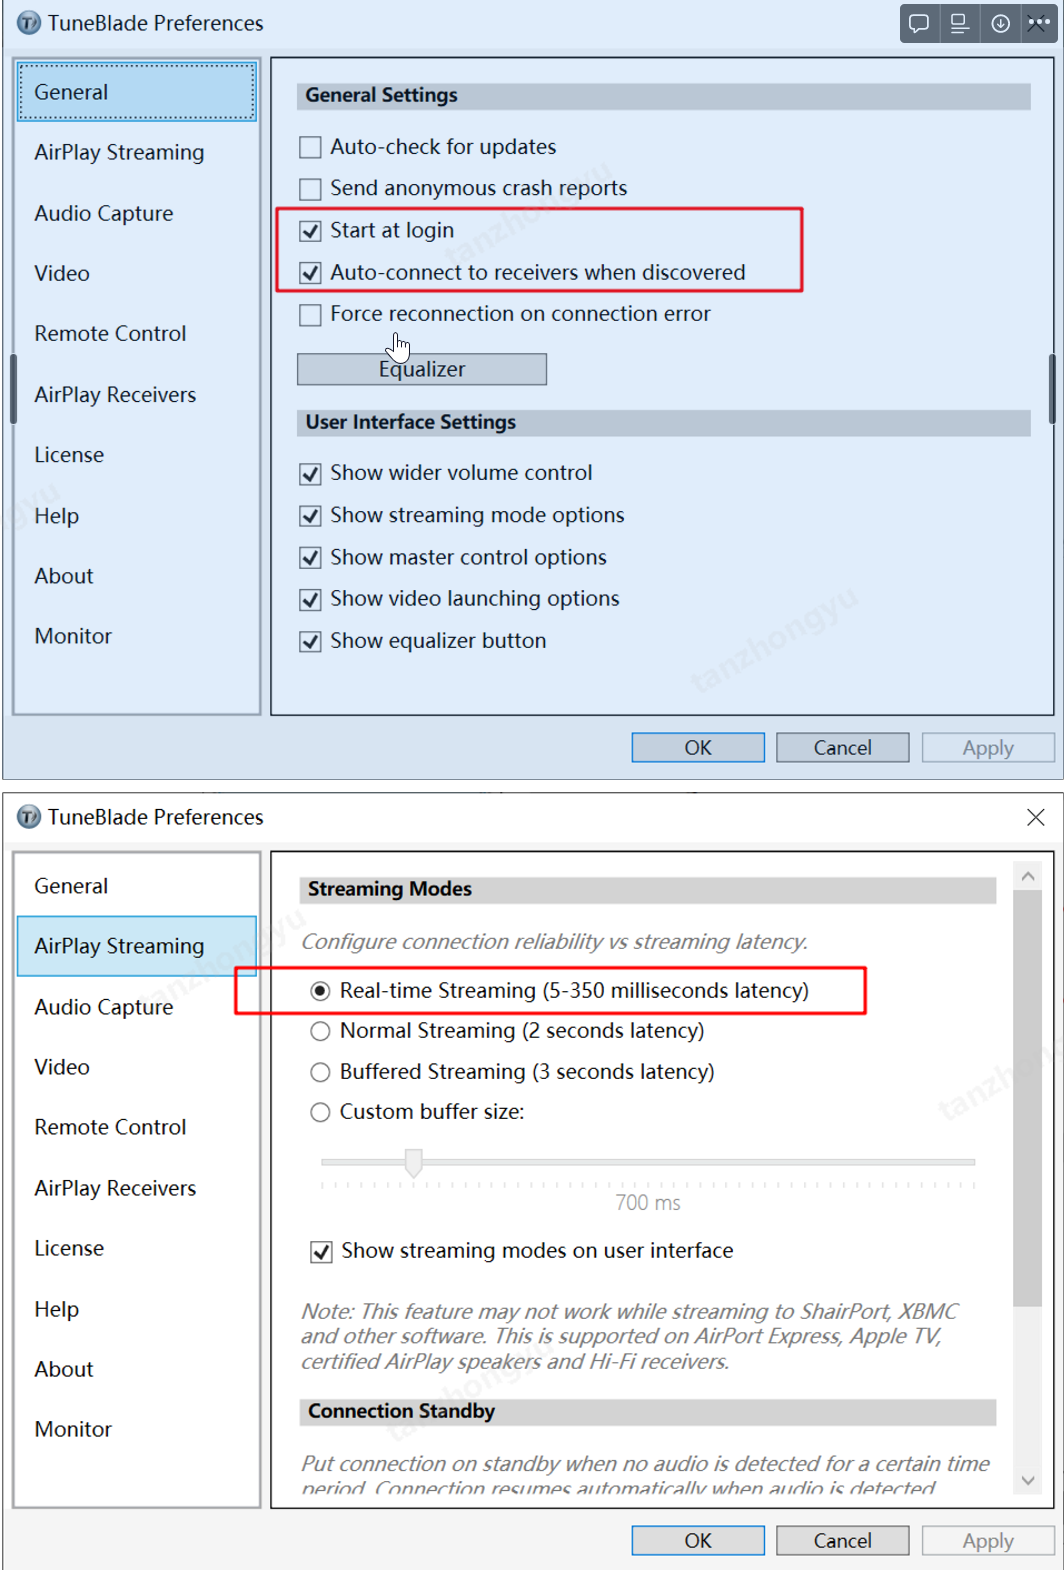 TuneBlade Preferences
General
AirPlay Streaming
Audio Capture
Video
Remote Control
AirPlay Receivers
License
Help
About
Monitor
General Settings
Auto-check for updates
Send anonymous crash reports
Start at login
Auto-connect to receivers when discovered
Force reconnection on connection error
Equalizer
User Interface Settings
Show wider volume control
Show streaming mode options
Show master control options
Show video launching options
Show equalizer button
OK
Cancel
Apply
tanzhongyu
tanzhongyu
TuneBlade Preferences
General
AirPlay Streaming
Audio Capture
Video
Remote Control
AirPlay Receivers
License
Help
About
Monitor
Streaming Modes
Configure connection reliability vs streaming latency.
Real-time Streaming (5-350 milliseconds latency)
Normal Streaming (2 seconds latency)
Buffered Streaming (3 seconds latency)
Custom buffer size:
700 ms
Show streaming modes on user interface
Note: This feature may not work while streaming to ShairPort, XBMC
and other software. This is supported on AirPort Express, Apple TV,
certified AirPlay speakers and Hi-Fi receivers.
Connection Standby
Put connection on standby when no audio is detected for a certain time
period. Connection resumes automatically when audio is detected
OK
Cancel
Apply
tanzhongyu
tanzhongyu